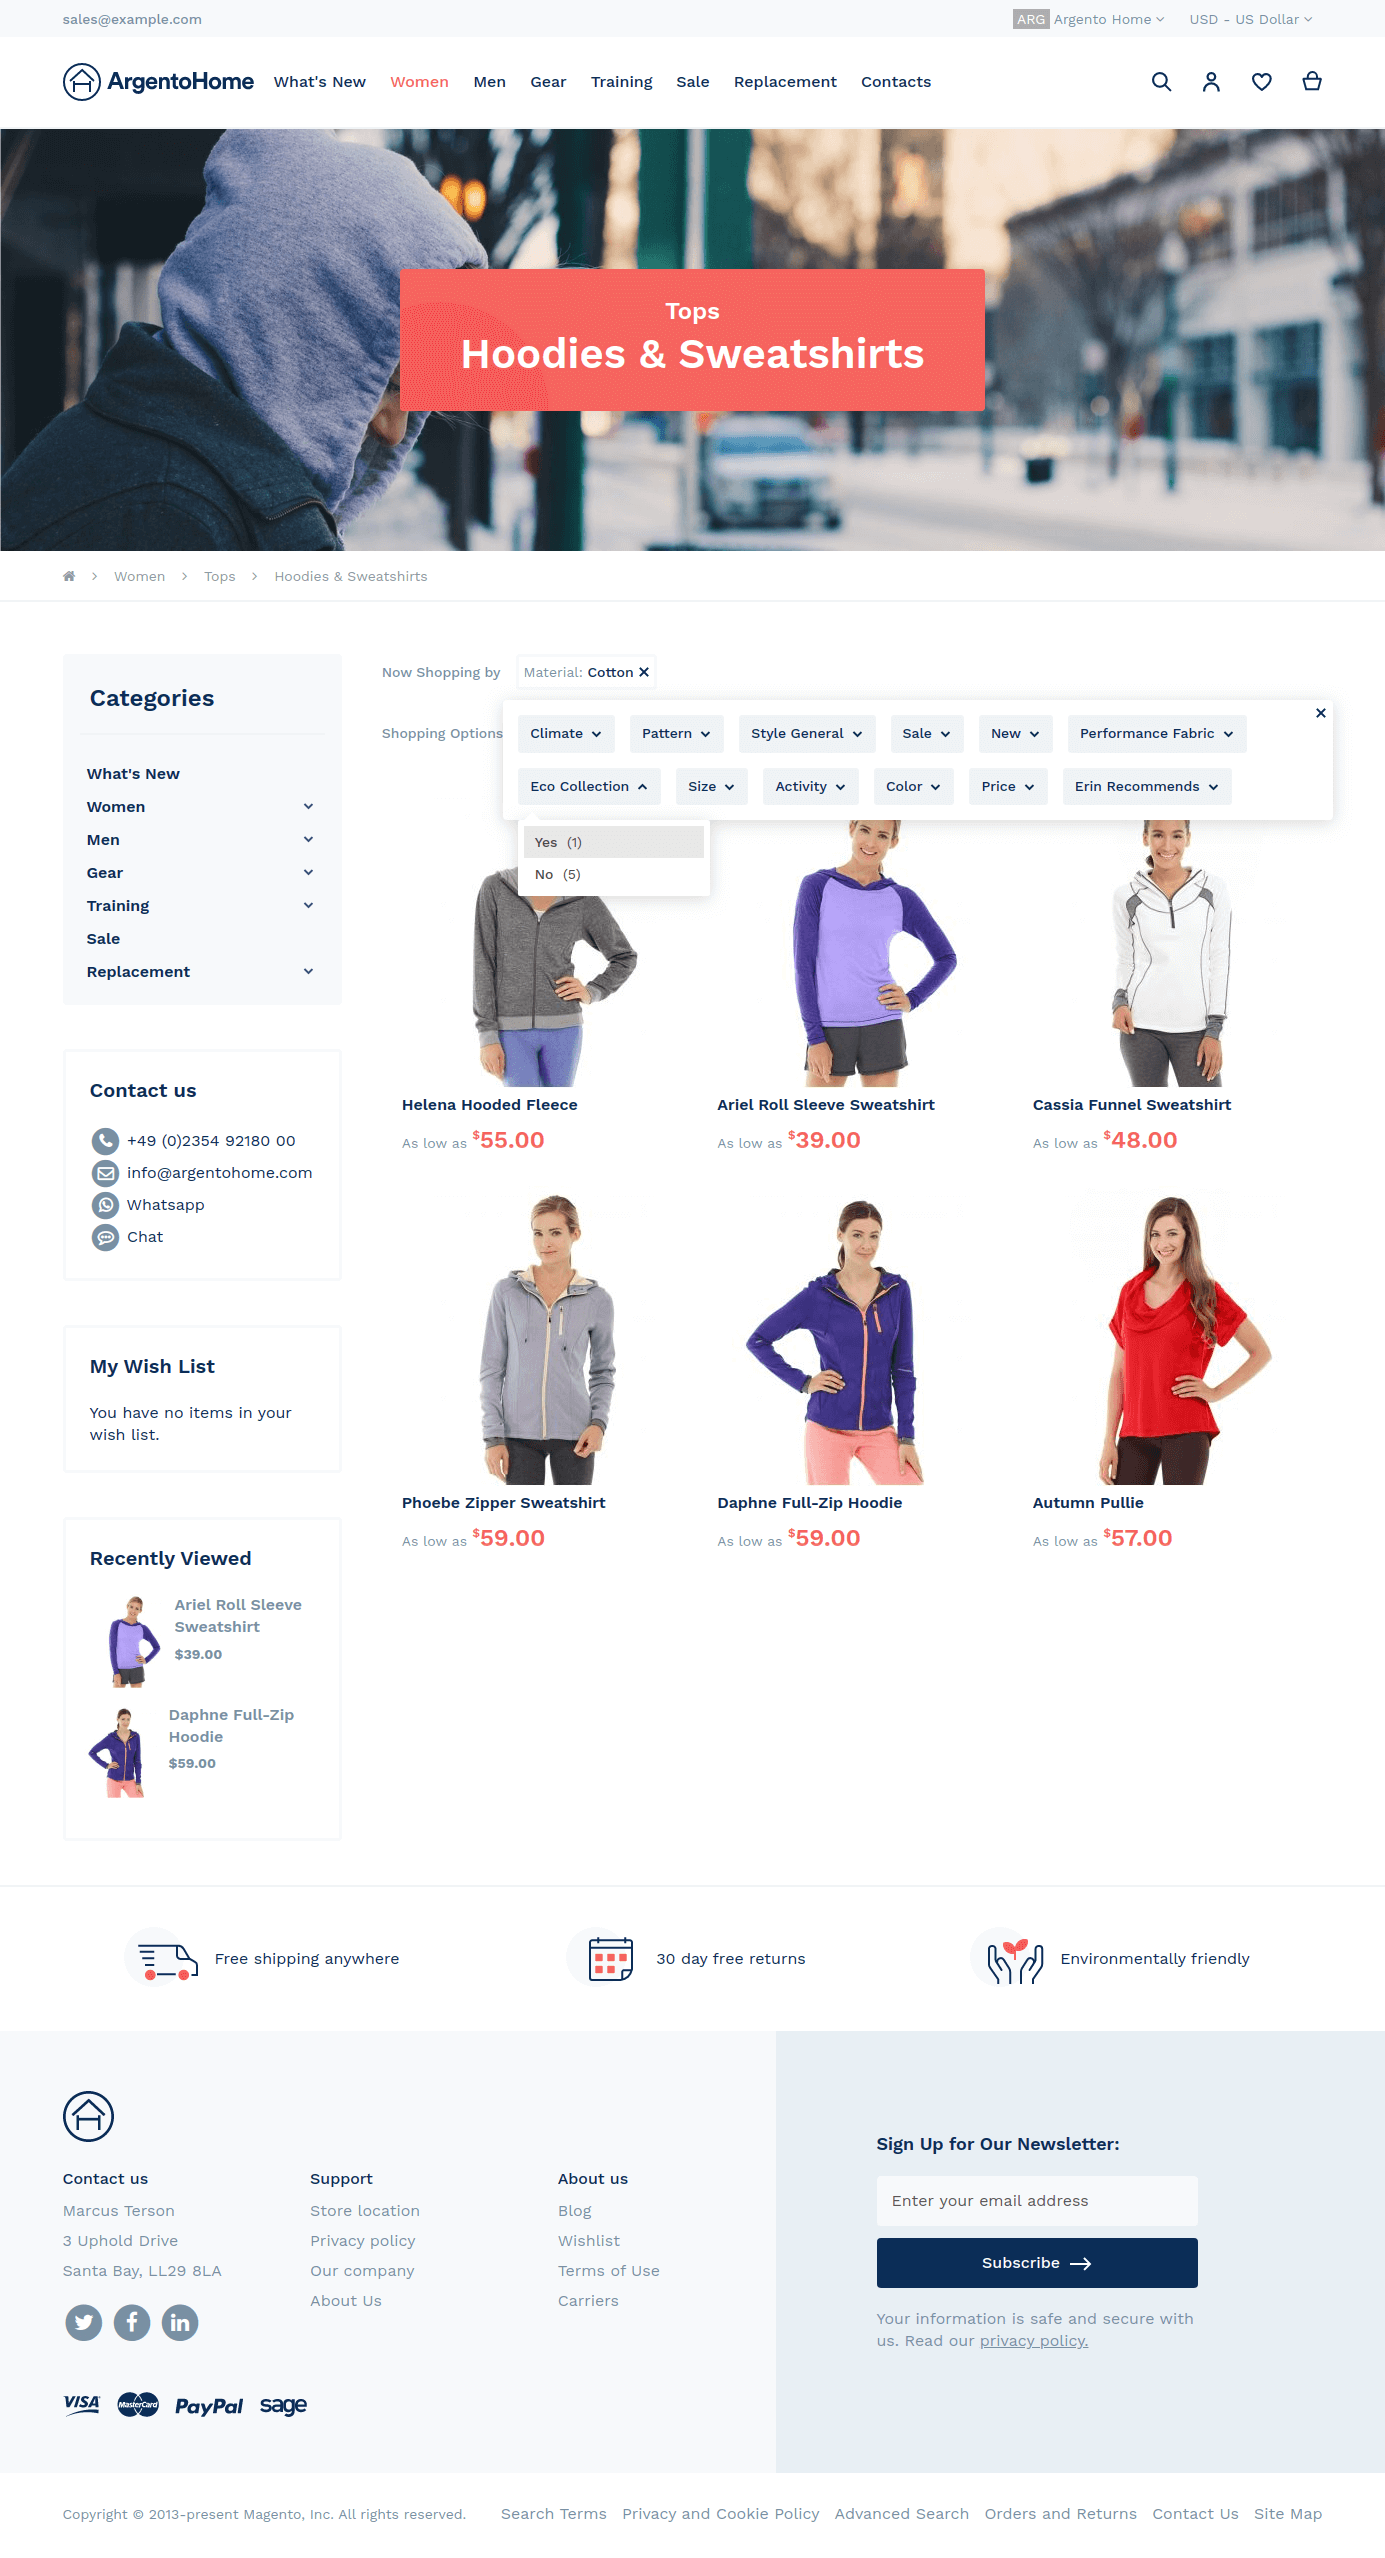 sales@example.com
ARG Argento Home
USD - US Dollar
ArgentoHome
What's New Women Men Gear Training Sale Replacement Contacts
Tops
Hoodies & Sweatshirts
Women Tops Hoodies & Sweatshirts
Categories
What's New
Women
Men
Gear
Training
Sale
Replacement
Contact us
+49 (0)2354 92180 00
info@argentohome.com
Whatsapp
Chat
My Wish List
You have no items in your
wish list.
Recently Viewed
Ariel Roll Sleeve
Sweatshirt
$39.00
Daphne Full-Zip
Hoodie
$59.00
Now Shopping by Material: Cotton
Shopping Options
Climate Pattern Style General Sale New Performance Fabric
Eco Collection Size Activity Color Price Erin Recommends
Yes (1)
No (5)
Helena Hooded Fleece
As low as $55.00
Ariel Roll Sleeve Sweatshirt
As low as $39.00
Cassia Funnel Sweatshirt
As low as $48.00
Phoebe Zipper Sweatshirt
As low as $59.00
Daphne Full-Zip Hoodie
As low as $59.00
Autumn Pullie
As low as $57.00
Free shipping anywhere
30 day free returns
Environmentally friendly
Contact us
Marcus Terson
3 Uphold Drive
Santa Bay, LL29 8LA
Support
Store location
Privacy policy
Our company
About Us
About us
Blog
Wishlist
Terms of Use
Carriers
VISA MasterCard PayPal sage
Sign Up for Our Newsletter:
Enter your email address
Subscribe
Your information is safe and secure with
us. Read our privacy policy.
Copyright © 2013-present Magento, Inc. All rights reserved.
Search Terms Privacy and Cookie Policy Advanced Search Orders and Returns Contact Us Site Map